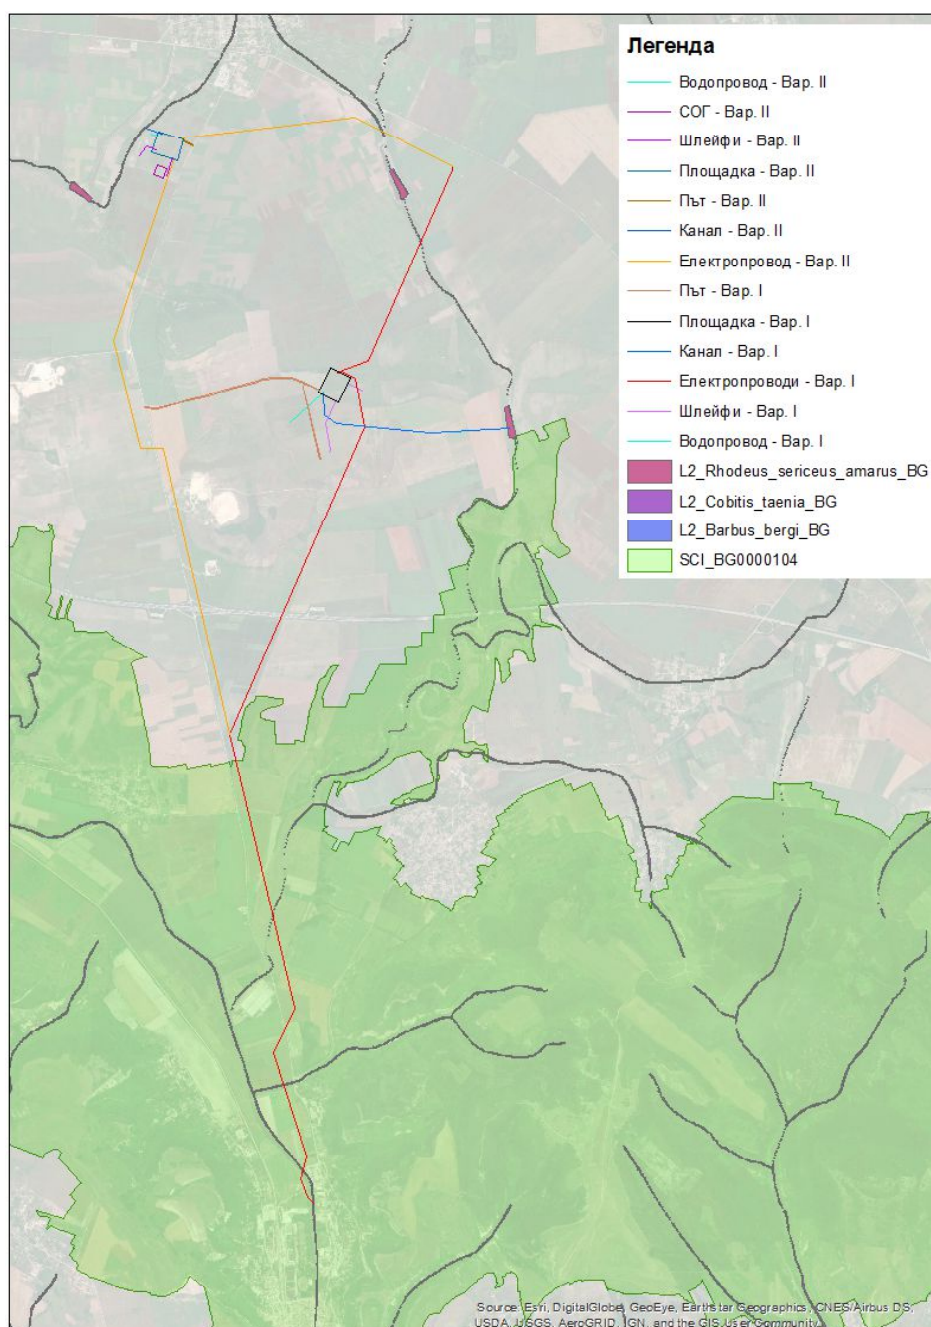 Легенда
Водопровод - Вар. II
СОГ - Вар. II
Шлейфи - Вар. II
Площадка - Вар. II
Път - Вар. II
Канал - Вар. II
Електропровод - Вар. II
Път - Вар. I
Площадка - Вар. I
Канал - Вар. I
Електропроводи - Вар. I
Шлейфи - Вар. I
Водопровод - Вар. I
L2_Rhodeus_sericeus_amarus_BG
L2_Cobitis_taenia_BG
L2_Barbus_bergi_BG
SCI_BG0000104
Source: Esri, DigitalGlobe, GeoEye, Earthstar Geographics, CNES/Airbus DS,
USDA, USGS, AeroGRID, IGN, and the GIS User Community